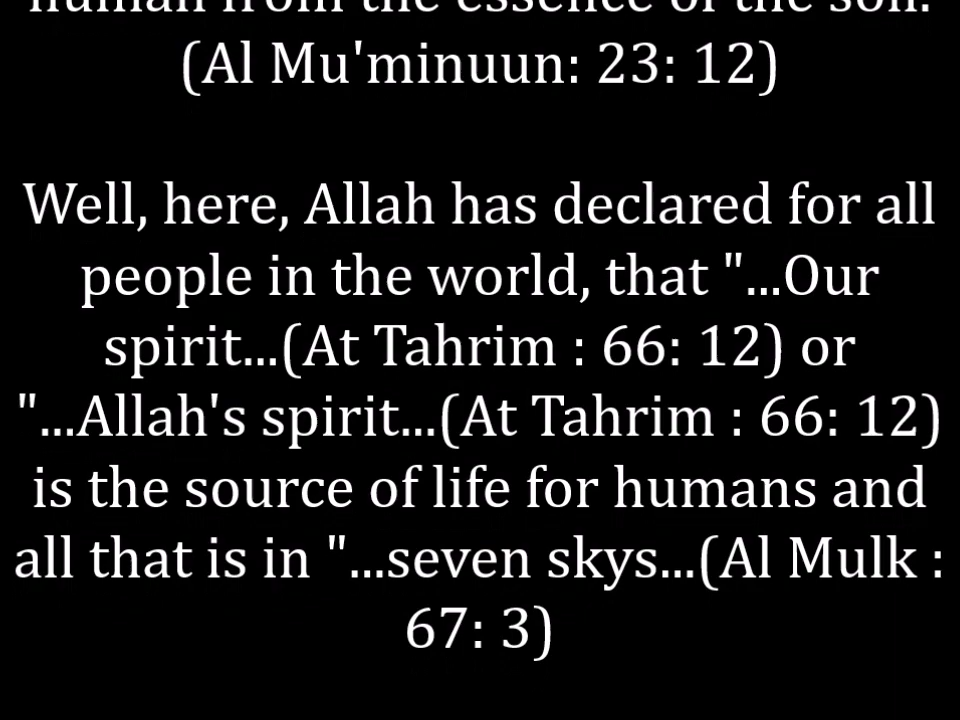 human from the essence of the soil.
(Al Mu'minuun: 23: 12)
Well, here, Allah has declared for all
people in the world, that "...Our
spirit...(At Tahrim : 66: 12) or
"...Allah's spirit...(At Tahrim : 66: 12)
is the source of life for humans and
all that is in "...seven skys...(Al Mulk :
67: 3)